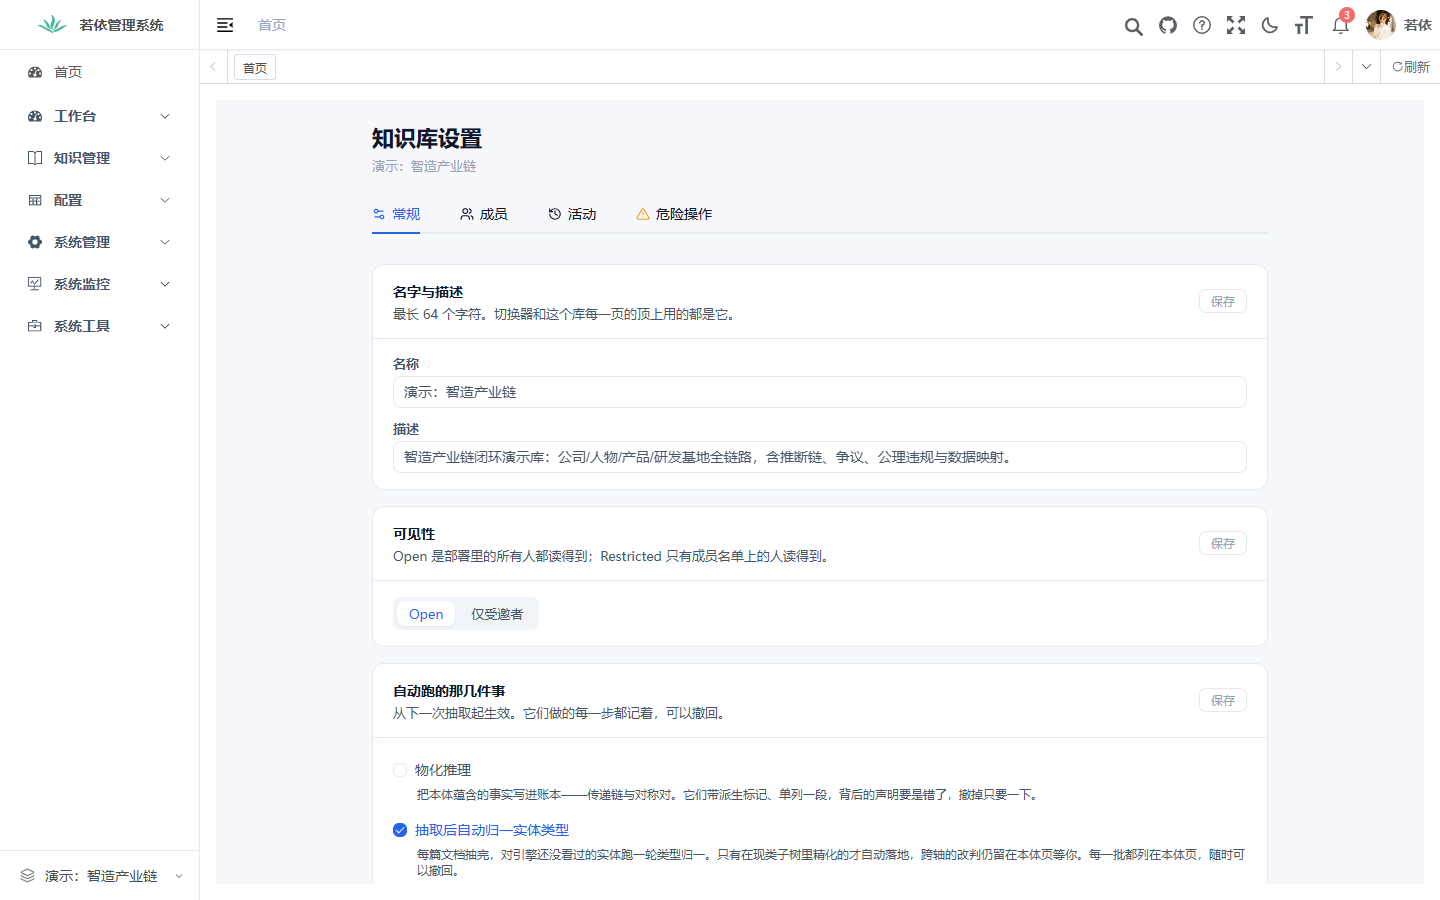 若依管理系统
首页
3
若依
首页
刷新
首页
工作台
知识管理
配置
系统管理
系统监控
系统工具
演示：智造产业链
知识库设置
演示：智造产业链
常规
成员
活动
危险操作
名字与描述
最长 64 个字符。切换器和这个库每一页的顶上用的都是它。
保存
名称
演示：智造产业链
描述
智造产业链闭环演示库：公司/人物/产品/研发基地全链路，含推断链、争议、公理违规与数据映射。
可见性
Open 是部署里的所有人都读得到；Restricted 只有成员名单上的人读得到。
保存
Open
仅受邀者
自动跑的那几件事
从下一次抽取起生效。它们做的每一步都记着，可以撤回。
保存
物化推理
把本体蕴含的事实写进账本——传递链与对称对。它们带派生标记、单列一段，背后的声明要是错了，撤掉只要一下。
抽取后自动归一实体类型
每篇文档抽完，对引擎还没看过的实体跑一轮类型归一。只有在现类子树里精化的才自动落地，跨轴的改判仍留在本体页等你。每一批都列在本体页，随时可
以撤回。